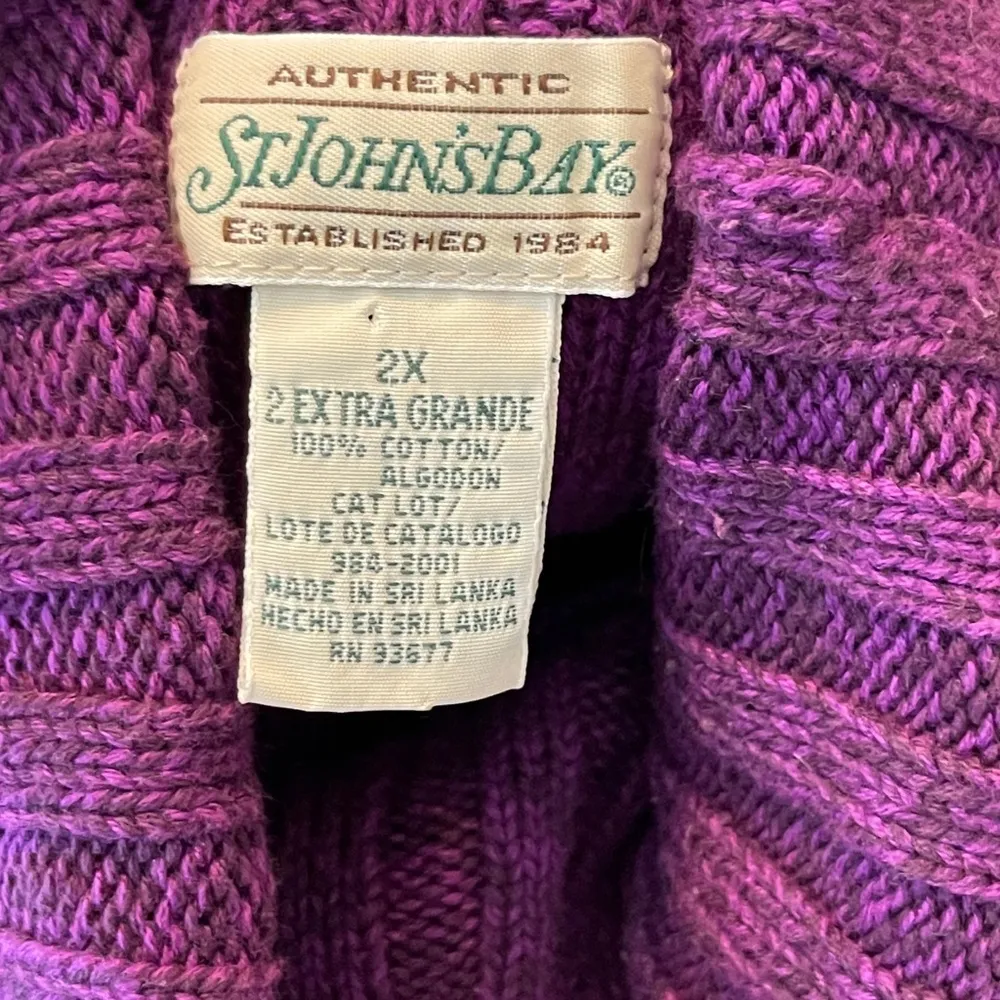 AUTHENTIC
ST JOHN'S BAY®
ESTABLISHED 1984
2X
2 EXTRA GRANDE
100% COTTON/
ALGODON
CAT LOT/
LOTE DE CATALOGO
984-2001
MADE IN SRI LANKA
HECHO EN SRI LANKA
RN 93677